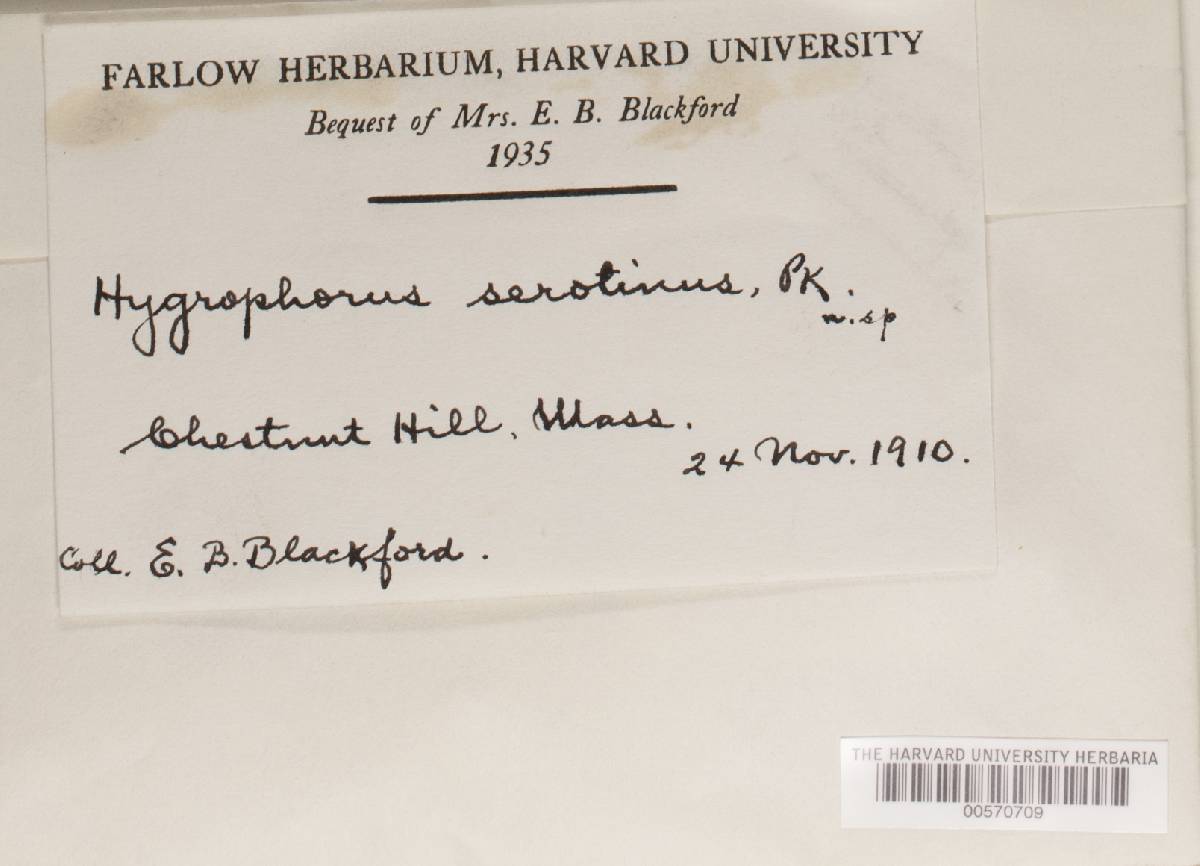 FARLOW HERBARIUM, HARVARD UNIVERSITY
Bequest of Mrs. E. B. Blackford
1935
Hygrophorus serotinus, Pk.
n. sp
Chestnut Hill, Mass.
24 Nov. 1910.
Coll. E. B. Blackford.
THE HARVARD UNIVERSITY HERBARIA
00570709